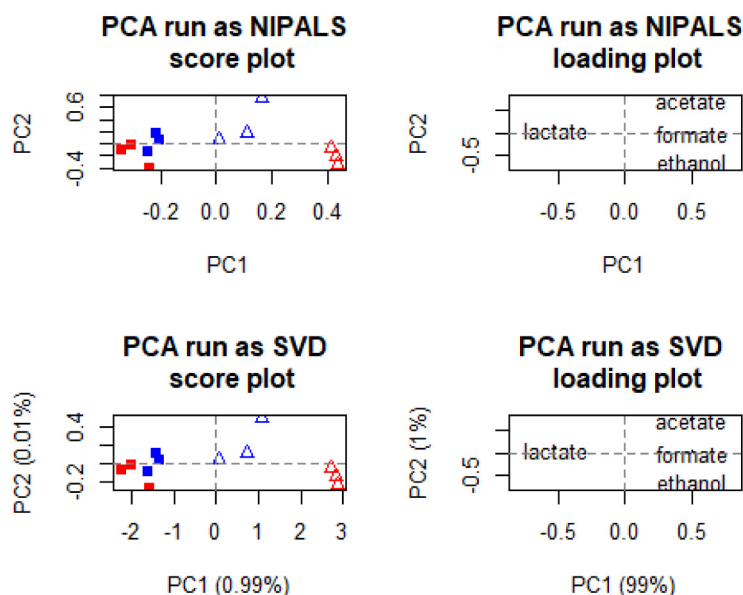 PCA run as NIPALS
score plot
PC2
0.6
-0.4
-0.2 0.0 0.2 0.4
PC1
PCA run as NIPALS
loading plot
PC2
-0.5
acetate
lactate formate
ethanol
-0.5 0.0 0.5
PC1
PCA run as SVD
score plot
PC2 (0.01%)
0.4
-0.2
-2 -1 0 1 2 3
PC1 (0.99%)
PCA run as SVD
loading plot
PC2 (1%)
-0.5
acetate
lactate formate
ethanol
-0.5 0.0 0.5
PC1 (99%)